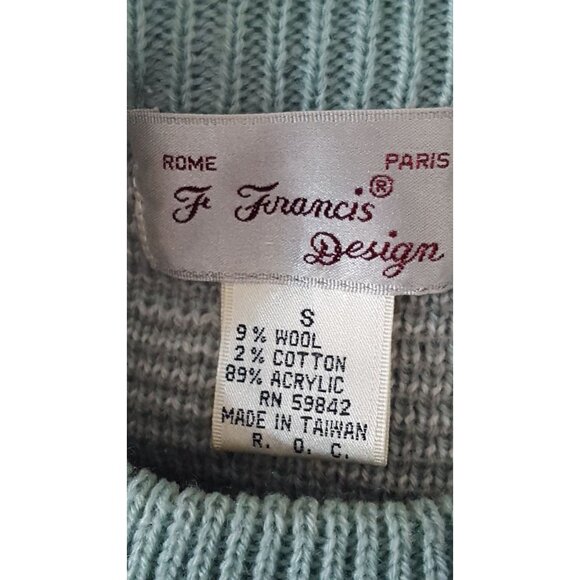 ROME PARIS
F Francis®
Design
S
9% WOOL
2% COTTON
89% ACRYLIC
RN 59842
MADE IN TAIWAN
R. O. C.